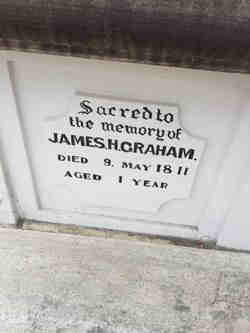 Sacred to
the memory of
JAMES.H.GRAHAM.
DIED 9. MAY 1811
AGED 1 YEAR